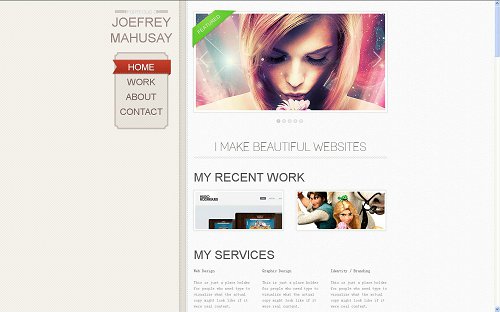 PORTFOLIO OF
JOEFREY
MAHUSAY
HOME
WORK
ABOUT
CONTACT
FEATURED
I MAKE BEAUTIFUL WEBSITES
MY RECENT WORK
MY SERVICES
Web Design
This is just a place holder
for people who need type to
visualize what the actual
copy might look like if it
were real content.
Graphic Design
This is just a place holder
for people who need type to
visualize what the actual
copy might look like if it
were real content.
Identity / Branding
This is just a place holder
for people who need type to
visualize what the actual
copy might look like if it
were real content.